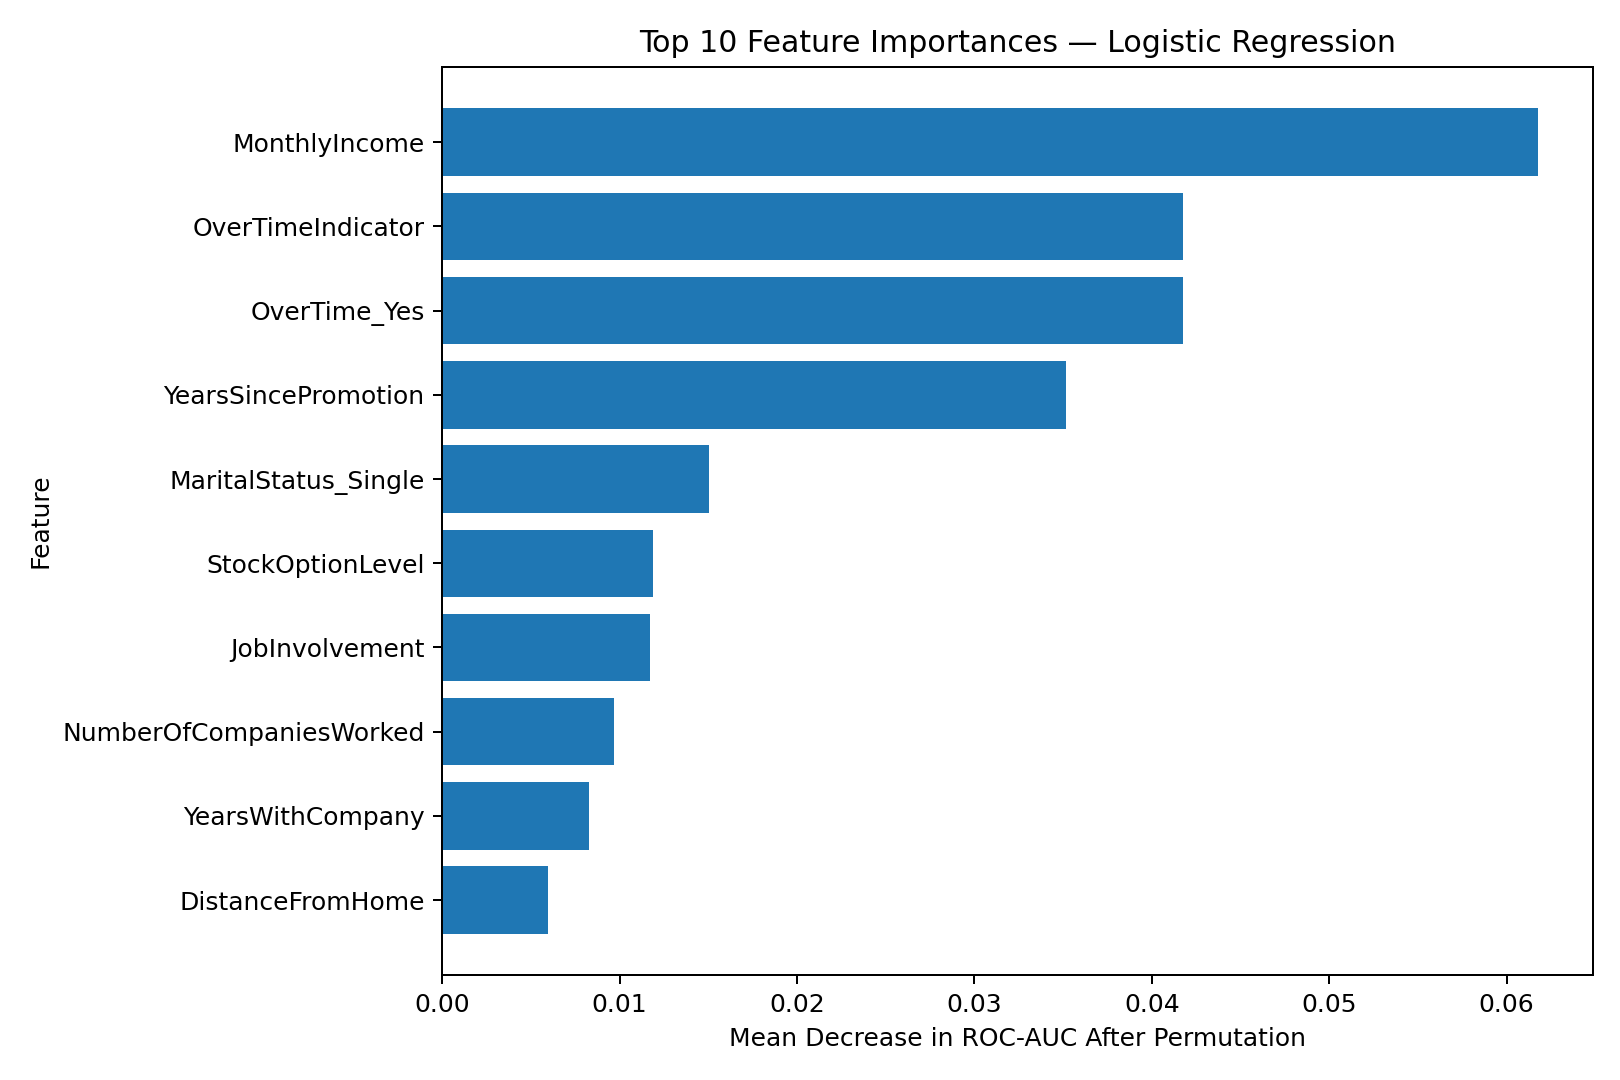 Top 10 Feature Importances — Logistic Regression
MonthlyIncome
OverTimeIndicator
OverTime_Yes
YearsSincePromotion
MaritalStatus_Single
StockOptionLevel
JobInvolvement
NumberOfCompaniesWorked
YearsWithCompany
DistanceFromHome
Feature
0.00 0.01 0.02 0.03 0.04 0.05 0.06
Mean Decrease in ROC-AUC After Permutation